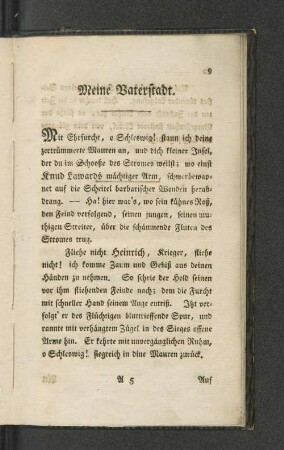 9
Meine Vaterstadt.
Mit Ehrfurcht, o Schleswig! staun ich deine
zertrümmerte Mauren an, und dich kleiner Insel,
der du im Schooße des Stromes weilst; wo einst
Knud Lawards mächtiger Arm, schwerbewap-
net auf die Scheitel barbarischer Wenden herab-
drang. — Ha! hier war's, wo sein kühnes Roß,
den Feind verfolgend, seinen jungen, seinen mu-
thigen Streiter, über die schäumende Fluten des
Stromes trug.
Fliehe nicht Heinrich, Krieger, fliehe
nicht! ich komme Zaum und Gebiß aus deinen
Händen zu nehmen. So schrie der Held seinen
vor ihm fliehenden Feinde nach; dem die Furcht
mit schneller Hand seinem Auge entriß. Jtzt ver-
folgt' er des Flüchtigen bluttriefende Spur, und
rannte mit verhängtem Zügel in des Sieges offene
Arme hin. Er kehrte mit unvergänglichen Ruhm,
o Schleswig! siegreich in dine Mauren zurück.
A 5 Auf